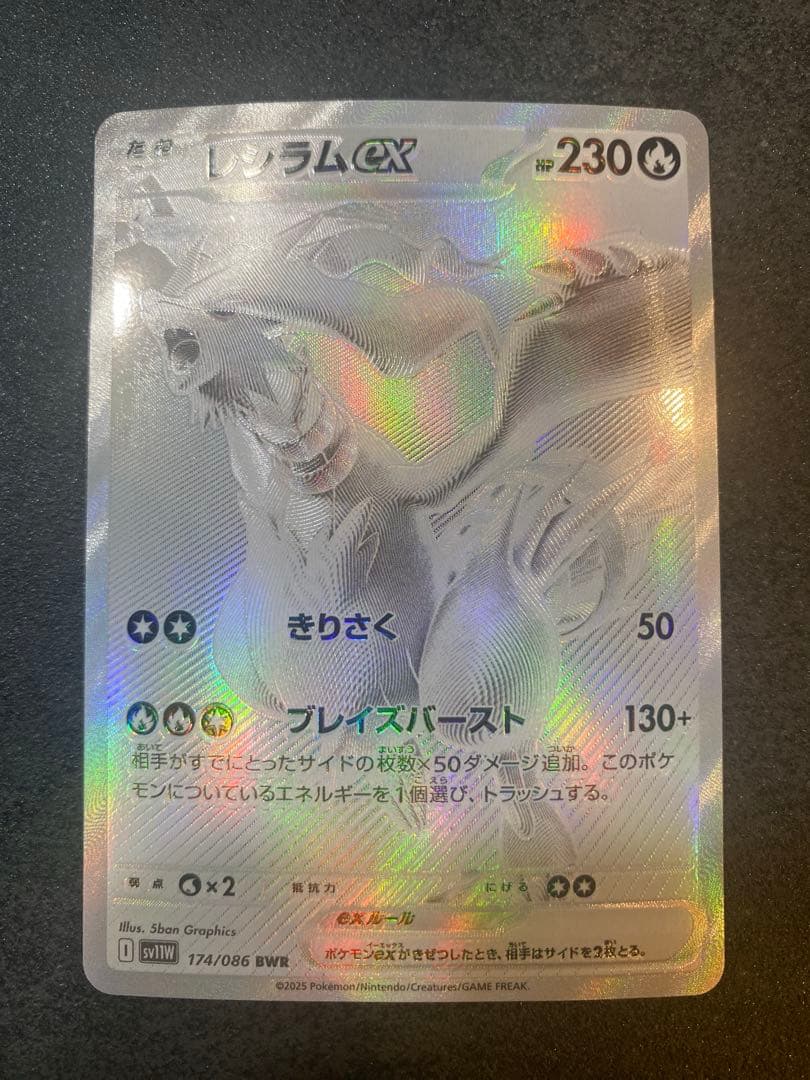 たね レシラムex HP230
きりさく 50
ブレイズバースト 130+
相手がすでにとったサイドの枚数×50ダメージ追加。このポケ
モンについているエネルギーを1個選び、トラッシュする。
弱点 ×2 抵抗力 にげる
Illus. 5ban Graphics
exルール
I sv11W 174/086 BWR
ポケモンexがきぜつしたとき、相手はサイドを2枚とる。
©2025 Pokémon/Nintendo/Creatures/GAME FREAK.